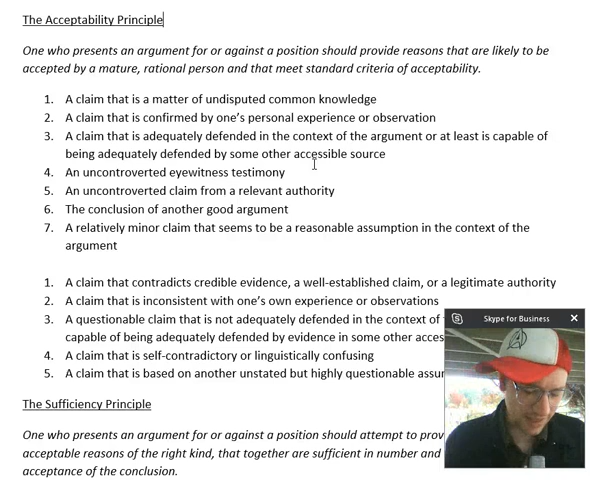 The Acceptability Principle
One who presents an argument for or against a position should provide reasons that are likely to be
accepted by a mature, rational person and that meet standard criteria of acceptability.
1. A claim that is a matter of undisputed common knowledge
2. A claim that is confirmed by one's personal experience or observation
3. A claim that is adequately defended in the context of the argument or at least is capable of
being adequately defended by some other accessible source
4. An uncontroverted eyewitness testimony
5. An uncontroverted claim from a relevant authority
6. The conclusion of another good argument
7. A relatively minor claim that seems to be a reasonable assumption in the context of the
argument
1. A claim that contradicts credible evidence, a well-established claim, or a legitimate authority
2. A claim that is inconsistent with one's own experience or observations
3. A questionable claim that is not adequately defended in the context of
capable of being adequately defended by evidence in some other acces
4. A claim that is self-contradictory or linguistically confusing
5. A claim that is based on another unstated but highly questionable assu
Skype for Business
The Sufficiency Principle
One who presents an argument for or against a position should attempt to prov
acceptable reasons of the right kind, that together are sufficient in number and
acceptance of the conclusion.